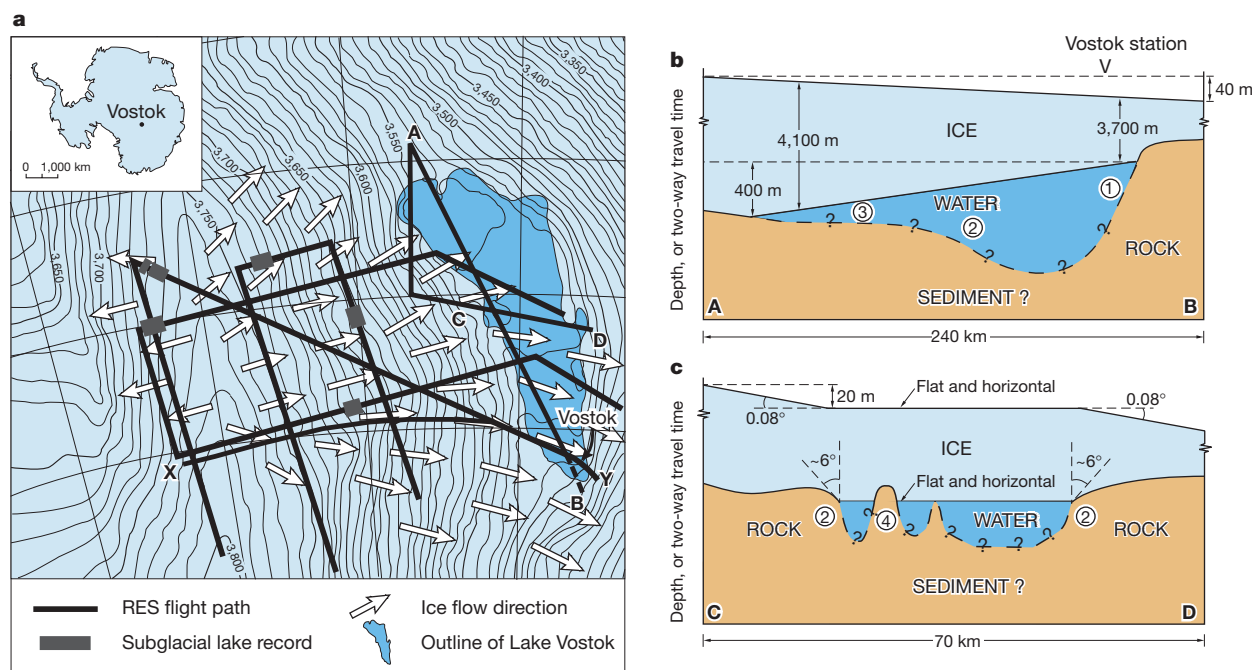 a
Vostok
0 1,000 km
3,350
3,400
3,450
3,500
3,550
3,600
3,650
3,700
3,750
3,650
3,700
3,800
A
C
D
Vostok
X
Y
B
RES flight path
Ice flow direction
Subglacial lake record
Outline of Lake Vostok
b
Vostok station
V
40 m
ICE
4,100 m
3,700 m
400 m
WATER
1
2
3
? ? ? ? ?
ROCK
SEDIMENT ?
A
B
240 km
Depth, or two-way travel time
c
Flat and horizontal
20 m
0.08°
0.08°
ICE
~6°
~6°
Flat and horizontal
ROCK
2
4
WATER
2
ROCK
? ? ? ? ? ?
SEDIMENT ?
C
D
70 km
Depth, or two-way travel time